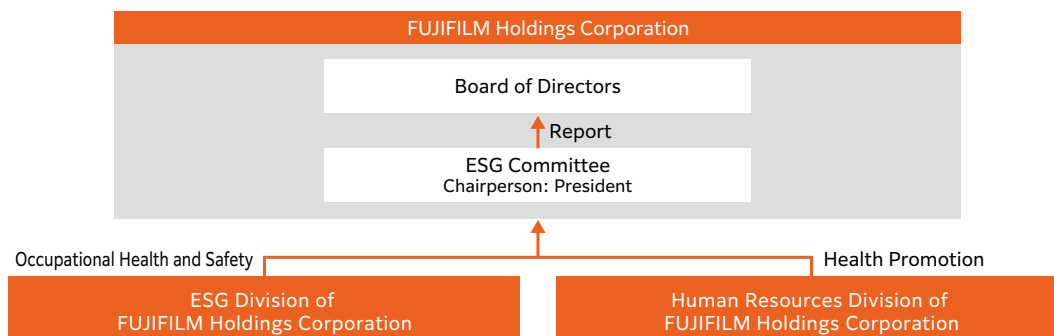 FUJIFILM Holdings Corporation
Board of Directors
Report
ESG Committee
Chairperson: President
Occupational Health and Safety
Health Promotion
ESG Division of
FUJIFILM Holdings Corporation
Human Resources Division of
FUJIFILM Holdings Corporation